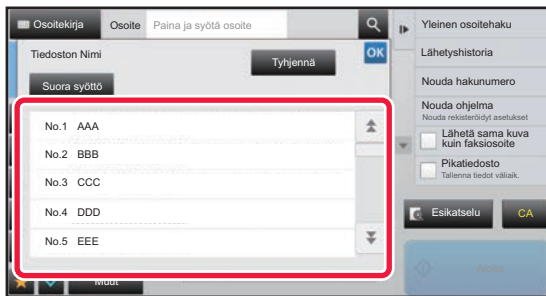 Osoitekirja
Osoite
Paina ja syötä osoite
Tiedoston Nimi
Tyhjennä
OK
Suora syöttö
No.1 AAA
No.2 BBB
No.3 CCC
No.4 DDD
No.5 EEE
Muut
Yleinen osoitehaku
Lähetyshistoria
Nouda hakunumero
Nouda ohjelma
Nouda rekisteröidyt asetukset
Lähetä sama kuva
kuin faksiosoite
Pikatiedosto
Tallenna tiedot väliaik.
Esikatselu
CA
Aloita